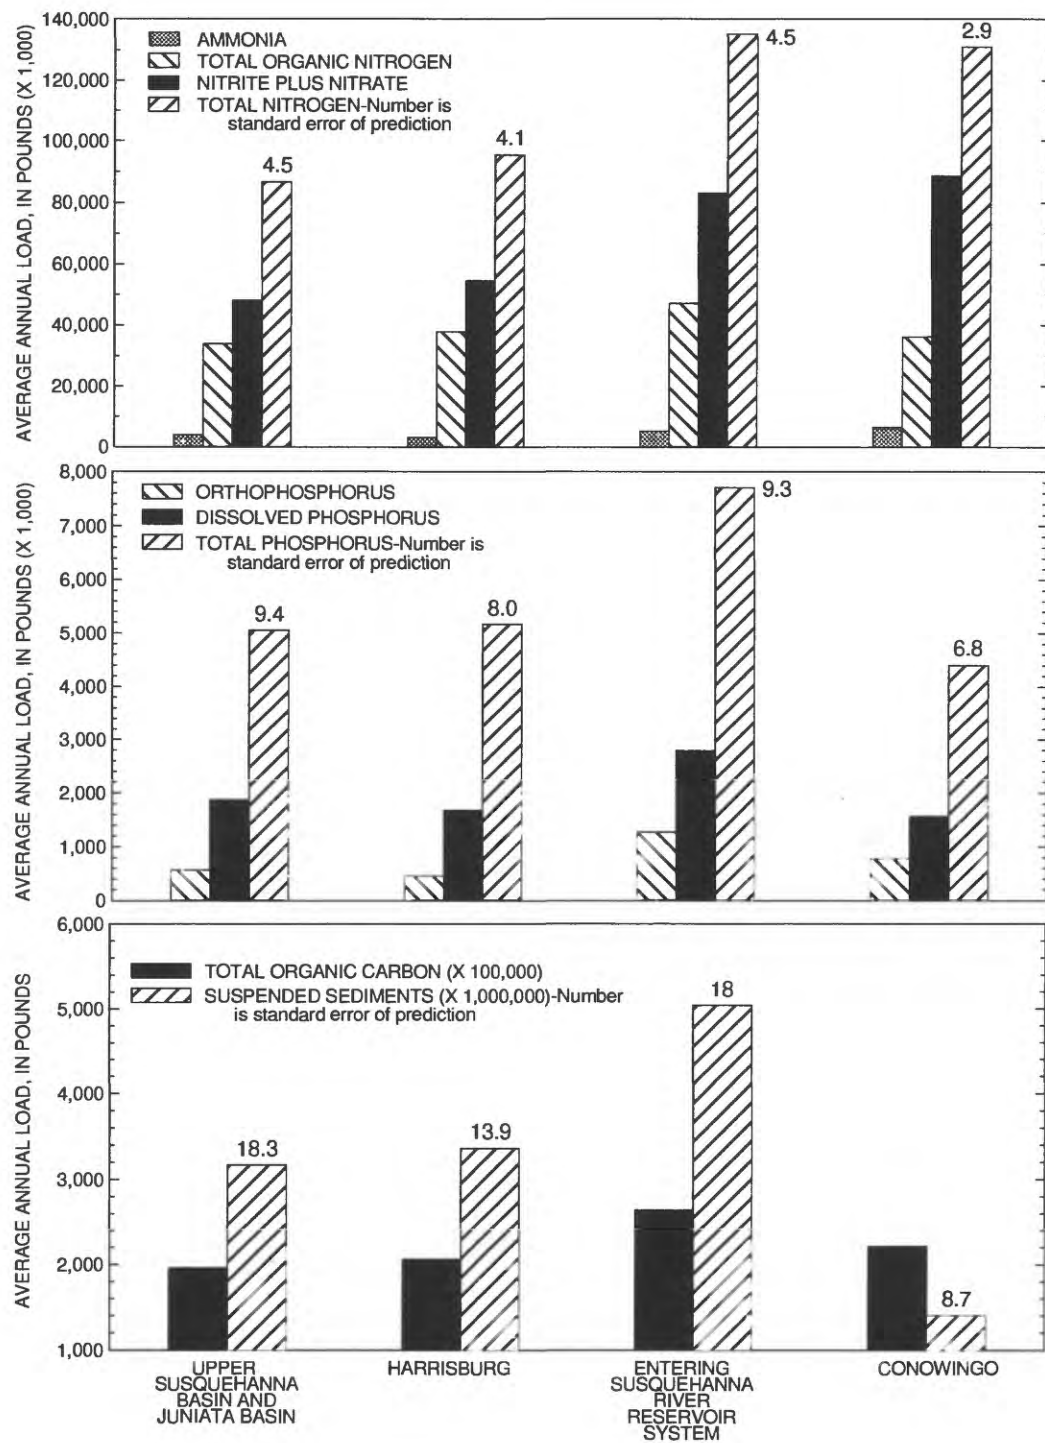 AVERAGE ANNUAL LOAD, IN POUNDS (X 1,000)
140,000
120,000
100,000
80,000
60,000
40,000
20,000
0
AMMONIA
TOTAL ORGANIC NITROGEN
NITRITE PLUS NITRATE
TOTAL NITROGEN-Number is
standard error of prediction
4.5
4.1
4.5
2.9
AVERAGE ANNUAL LOAD, IN POUNDS (X 1,000)
8,000
7,000
6,000
5,000
4,000
3,000
2,000
1,000
0
ORTHOPHOSPHORUS
DISSOLVED PHOSPHORUS
TOTAL PHOSPHORUS-Number is
standard error of prediction
9.4
8.0
9.3
6.8
AVERAGE ANNUAL LOAD, IN POUNDS
6,000
5,000
4,000
3,000
2,000
1,000
TOTAL ORGANIC CARBON (X 100,000)
SUSPENDED SEDIMENTS (X 1,000,000)-Number
is standard error of prediction
18.3
13.9
18
8.7
UPPER
SUSQUEHANNA
BASIN AND
JUNIATA BASIN
HARRISBURG
ENTERING
SUSQUEHANNA
RIVER
RESERVOIR
SYSTEM
CONOWINGO